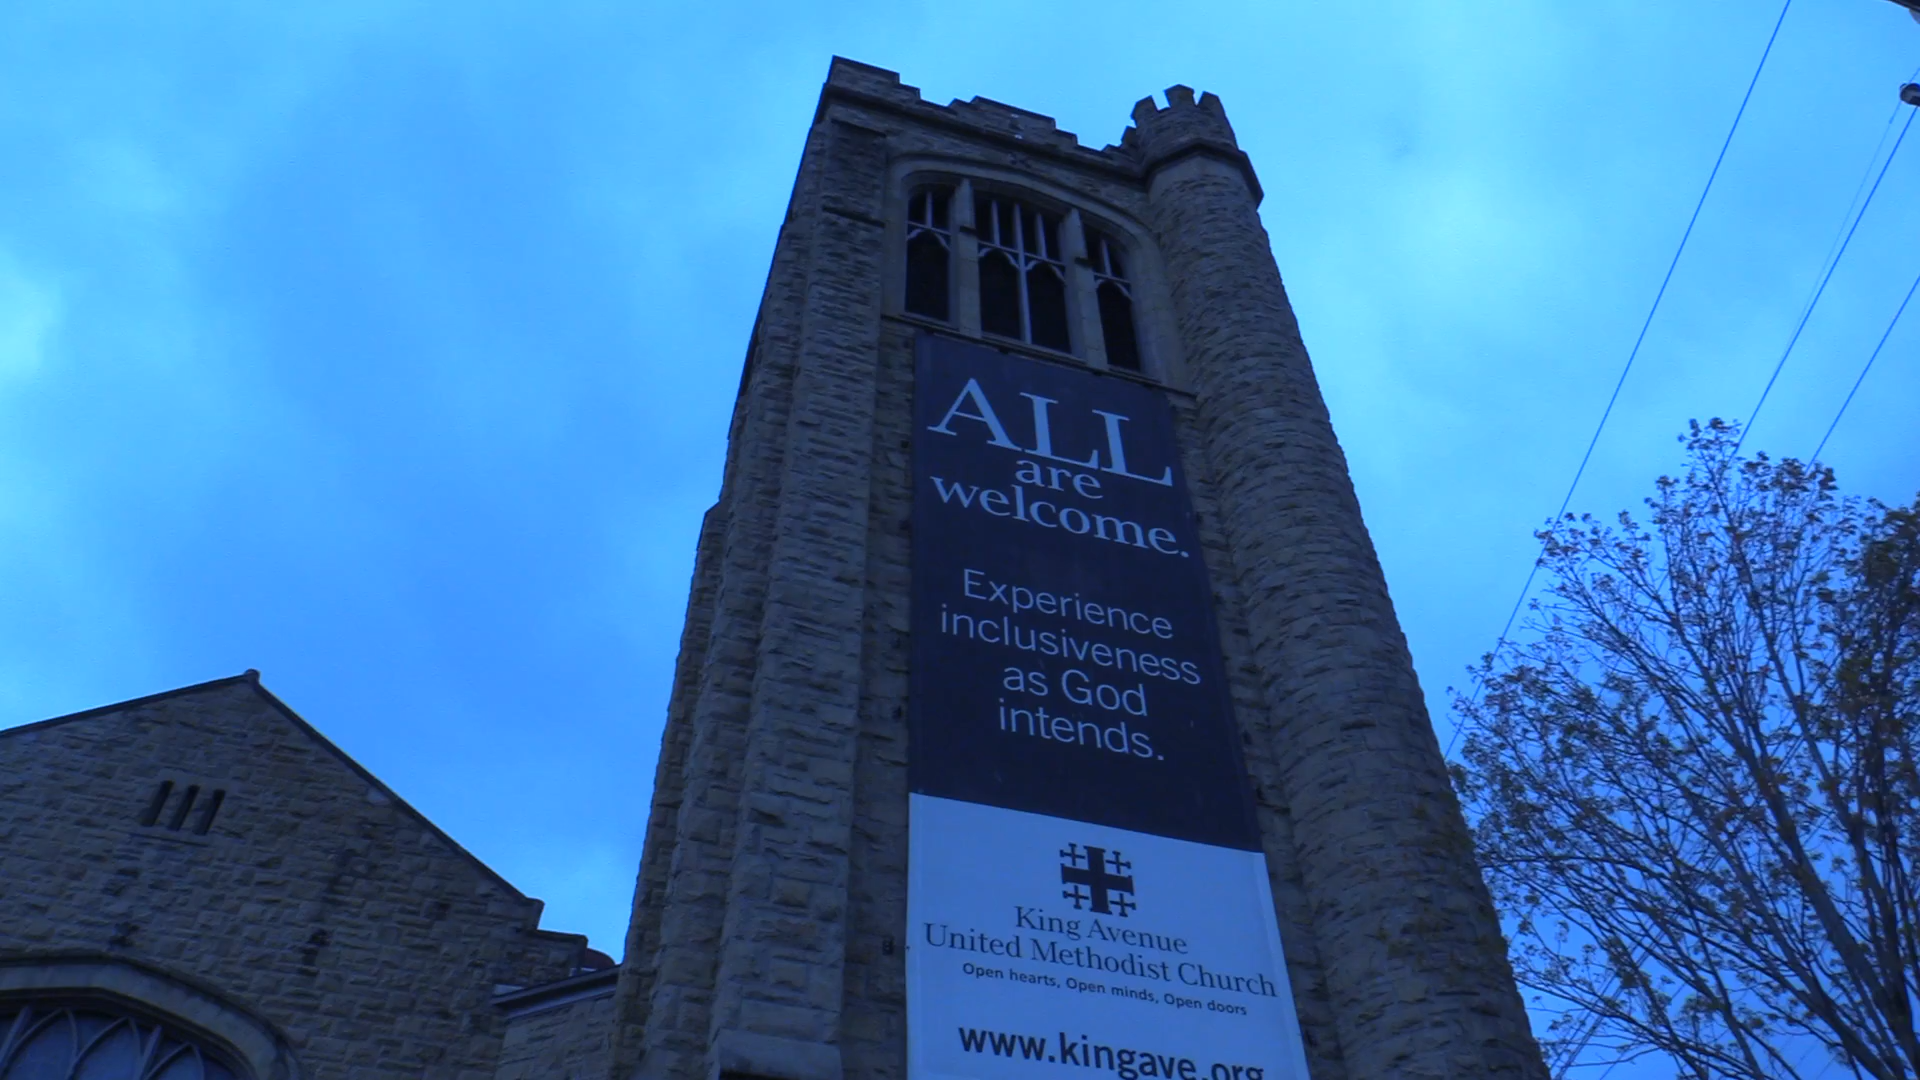 ALL
are
welcome.
Experience
inclusiveness
as God
intends.
King Avenue
United Methodist Church
Open hearts, Open minds, Open doors
www.kingave.org